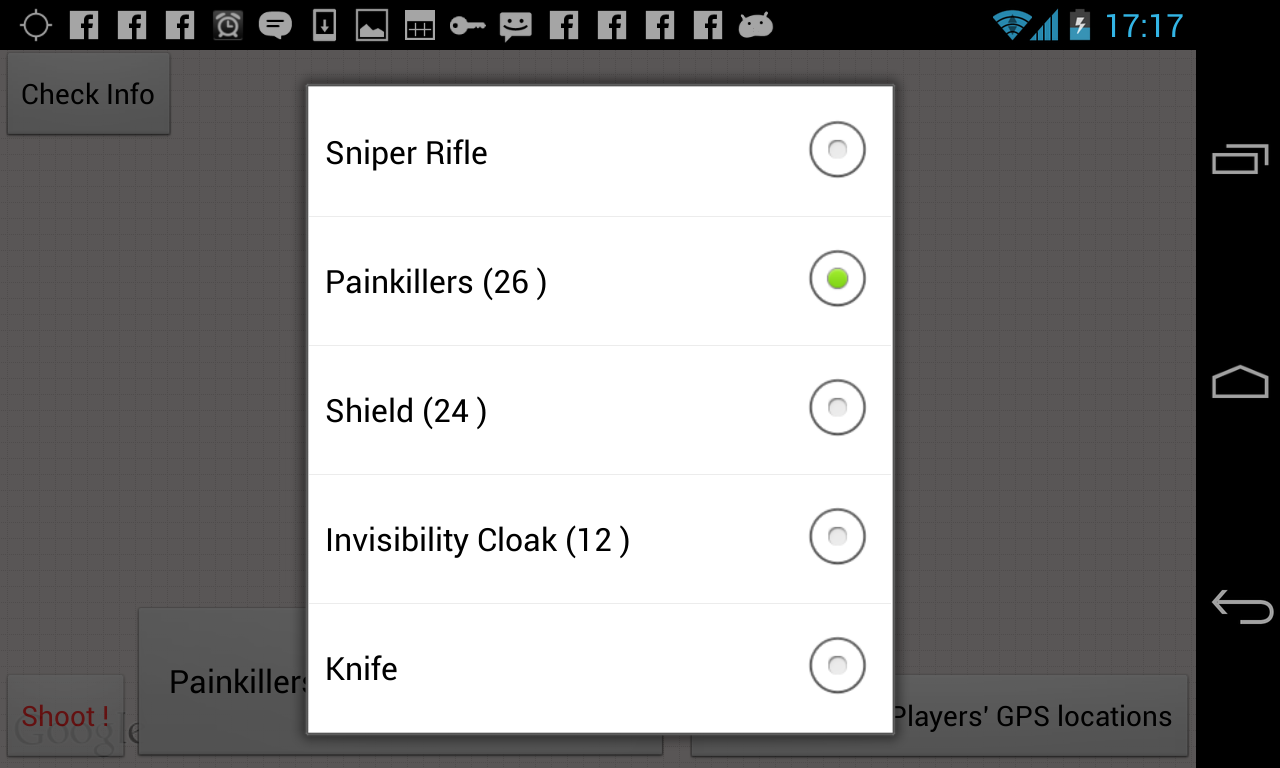 17:17
Check Info
Sniper Rifle
Painkillers (26 )
Shield (24 )
Invisibility Cloak (12 )
Knife
Painkillers
Shoot !
Google
Players' GPS locations